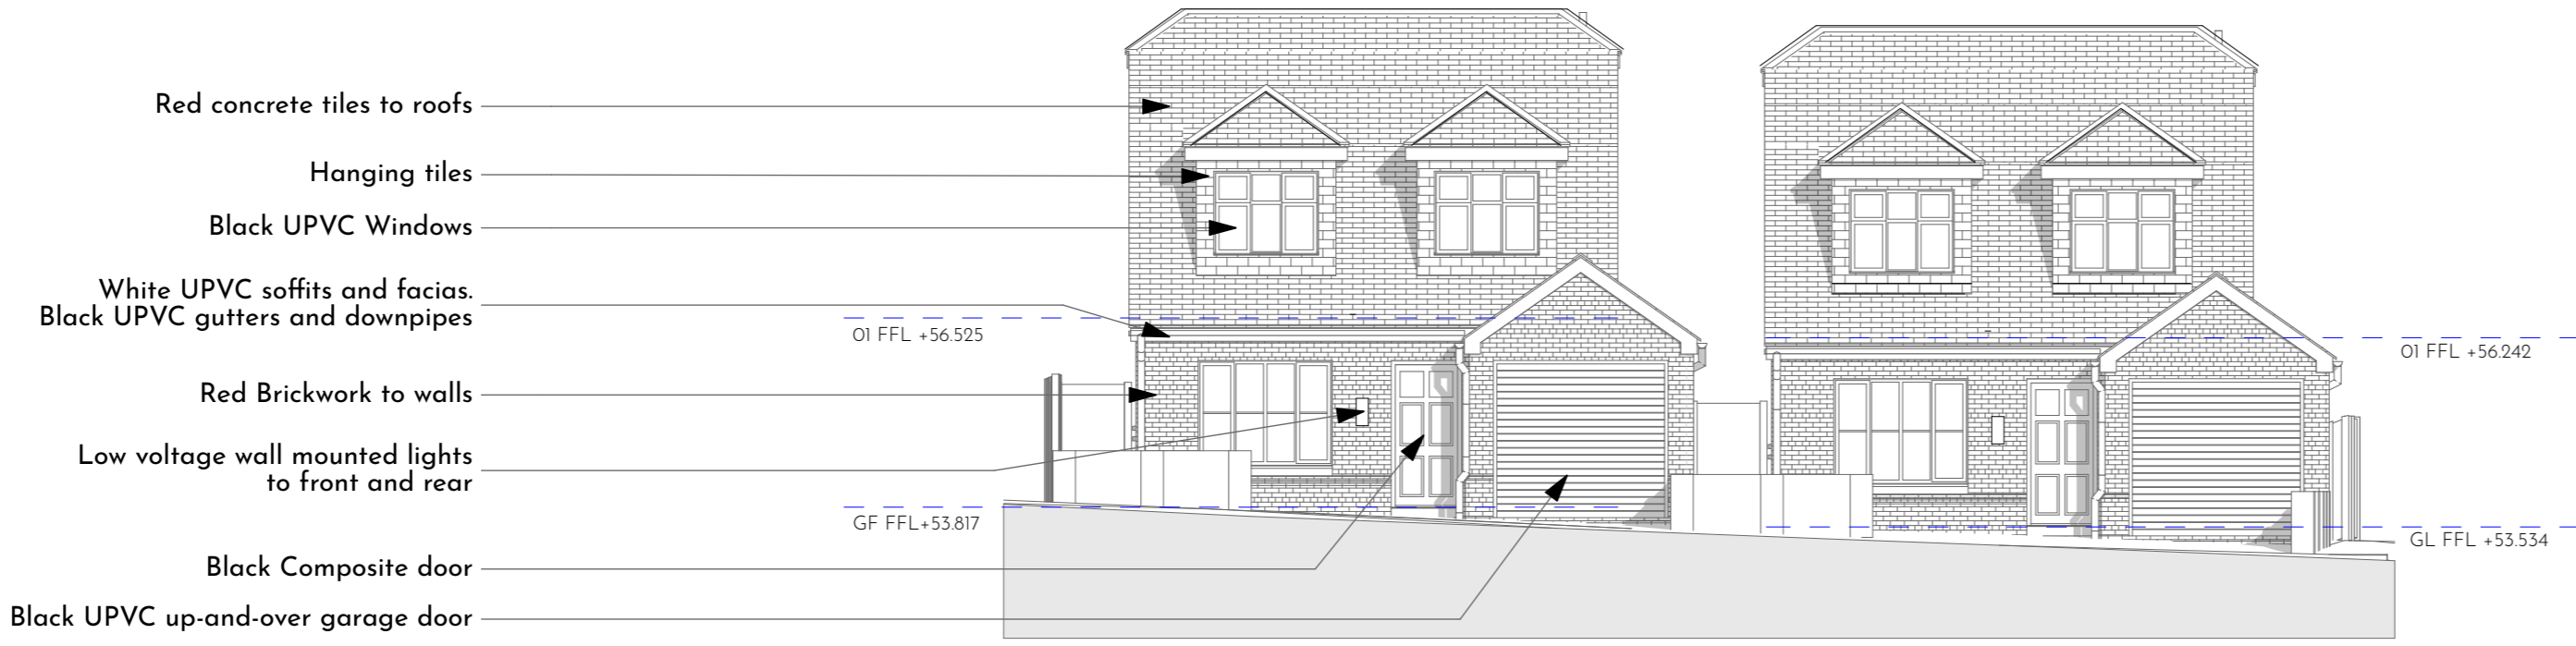 Red concrete tiles to roofs
Hanging tiles
Black UPVC Windows
White UPVC soffits and facias.
Black UPVC gutters and downpipes
01 FFL +56.525
01 FFL +56.242
Red Brickwork to walls
Low voltage wall mounted lights
to front and rear
GF FFL+53.817
GL FFL +53.534
Black Composite door
Black UPVC up-and-over garage door